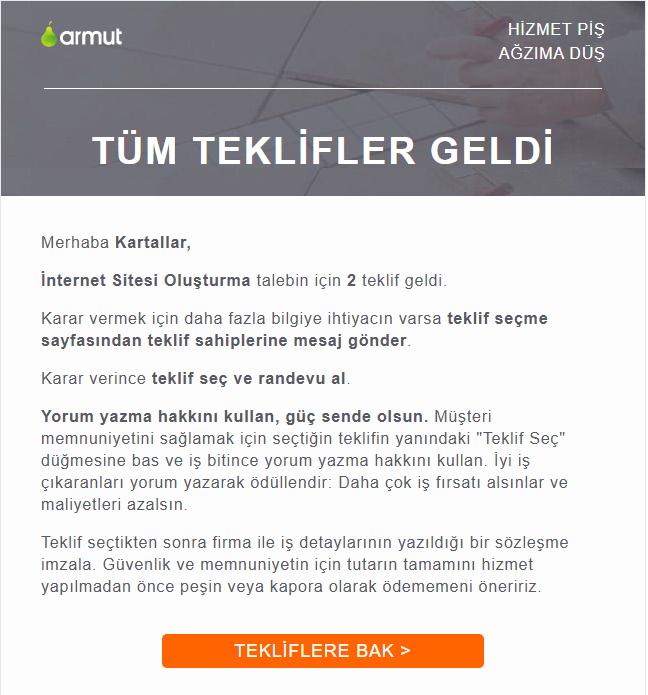 armut
HİZMET PİŞ
AĞZIMA DÜŞ
TÜM TEKLİFLER GELDİ
Merhaba Kartallar,
İnternet Sitesi Oluşturma talebin için 2 teklif geldi.
Karar vermek için daha fazla bilgiye ihtiyacın varsa teklif seçme
sayfasından teklif sahiplerine mesaj gönder.
Karar verince teklif seç ve randevu al.
Yorum yazma hakkını kullan, güç sende olsun. Müşteri
memnuniyetini sağlamak için seçtiğin teklifin yanındaki "Teklif Seç"
düğmesine bas ve iş bitince yorum yazma hakkını kullan. İyi iş
çıkaranları yorum yazarak ödüllendir: Daha çok iş fırsatı alsınlar ve
maliyetleri azalsın.
Teklif seçtikten sonra firma ile iş detaylarının yazıldığı bir sözleşme
imzala. Güvenlik ve memnuniyetin için tutarın tamamını hizmet
yapılmadan önce peşin veya kapora olarak ödememeni öneririz.
TEKLİFLERE BAK >